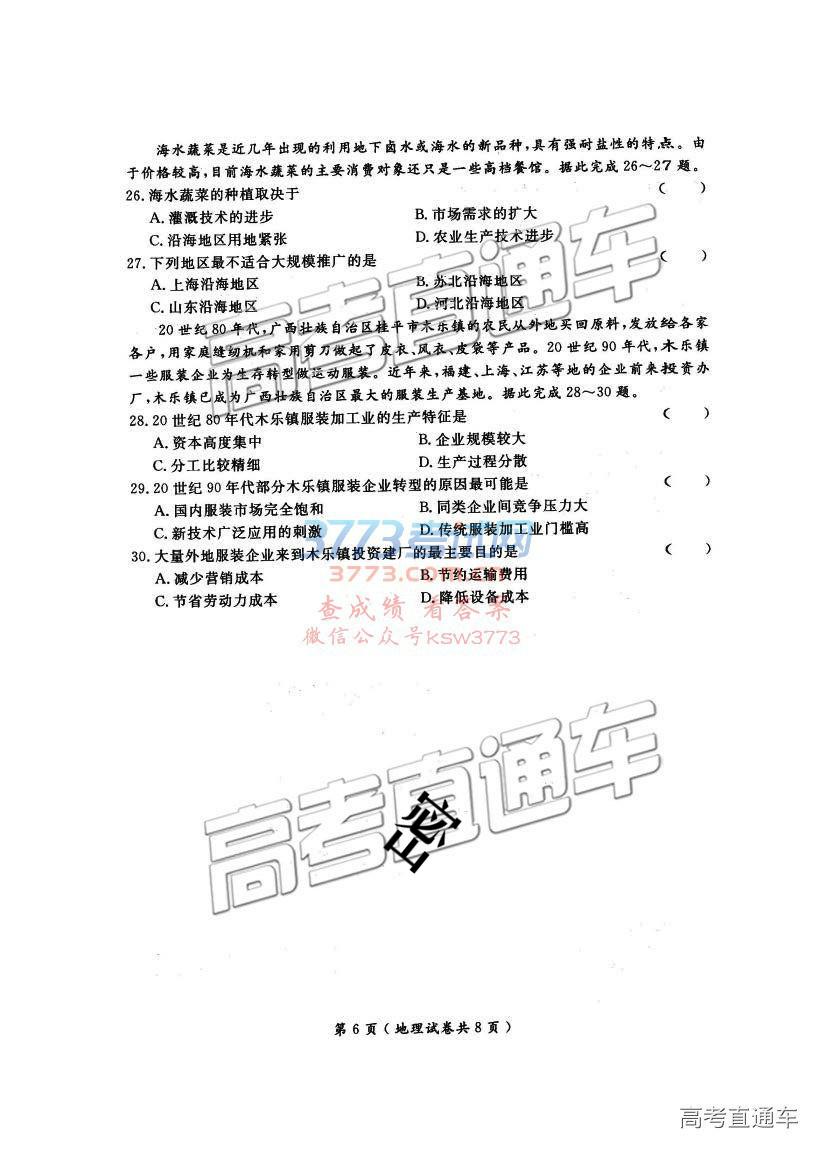 海水蔬菜是近几年出现的利用地下卤水或海水的新品种,具有强耐盐性的特点。由
于价格较高,目前海水蔬菜的主要消费对象还只是一些高档餐馆。据此完成26～27题。
26.海水蔬菜的种植取决于 ( )
A.灌溉技术的进步 B.市场需求的扩大
C.沿海地区用地紧张 D.农业生产技术进步
27.下列地区最不适合大规模推广的是 ( )
A.上海沿海地区 B.苏北沿海地区
C.山东沿海地区 D.河北沿海地区
20世纪80年代,广西壮族自治区桂平市木乐镇的农民从外地买回原料,发放给各家
各户,用家庭缝纫机和家用剪刀做起了皮衣、风衣、皮袋等产品。20世纪90年代,木乐镇
一些服装企业为生存转型做运动服装。近年来,福建、上海、江苏等地的企业前来投资办
厂,木乐镇已成为广西壮族自治区最大的服装生产基地。据此完成28～30题。
28.20世纪80年代木乐镇服装加工业的生产特征是 ( )
A.资本高度集中 B.企业规模较大
C.分工比较精细 D.生产过程分散
29.20世纪90年代部分木乐镇服装企业转型的原因最可能是 ( )
A.国内服装市场完全饱和 B.同类企业间竞争压力大
C.新技术广泛应用的刺激 D.传统服装加工业门槛高
30.大量外地服装企业来到木乐镇投资建厂的最主要目的是 ( )
A.减少营销成本 B.节约运输费用
C.节省劳动力成本 D.降低设备成本
高考直通车
3773考试网
3773.com.cn
查成绩 看答案
微信公众号ksw3773
高考直通车
密
第6页(地理试卷共8页)
高考直通车